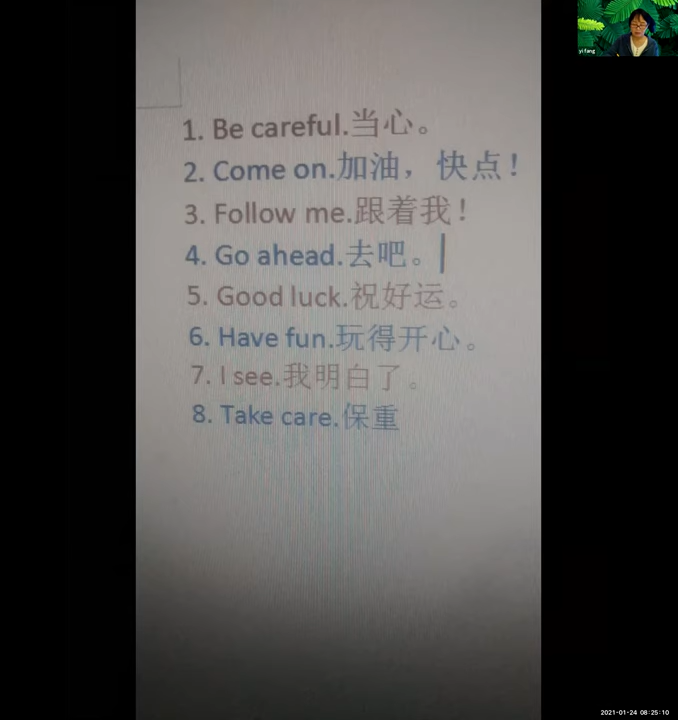 1. Be careful.当心。
2. Come on.加油，快点！
3. Follow me.跟着我！
4. Go ahead.去吧。
5. Good luck.祝好运。
6. Have fun.玩得开心。
7. I see.我明白了。
8. Take care.保重
yi fang
2021-01-24 08:25:10